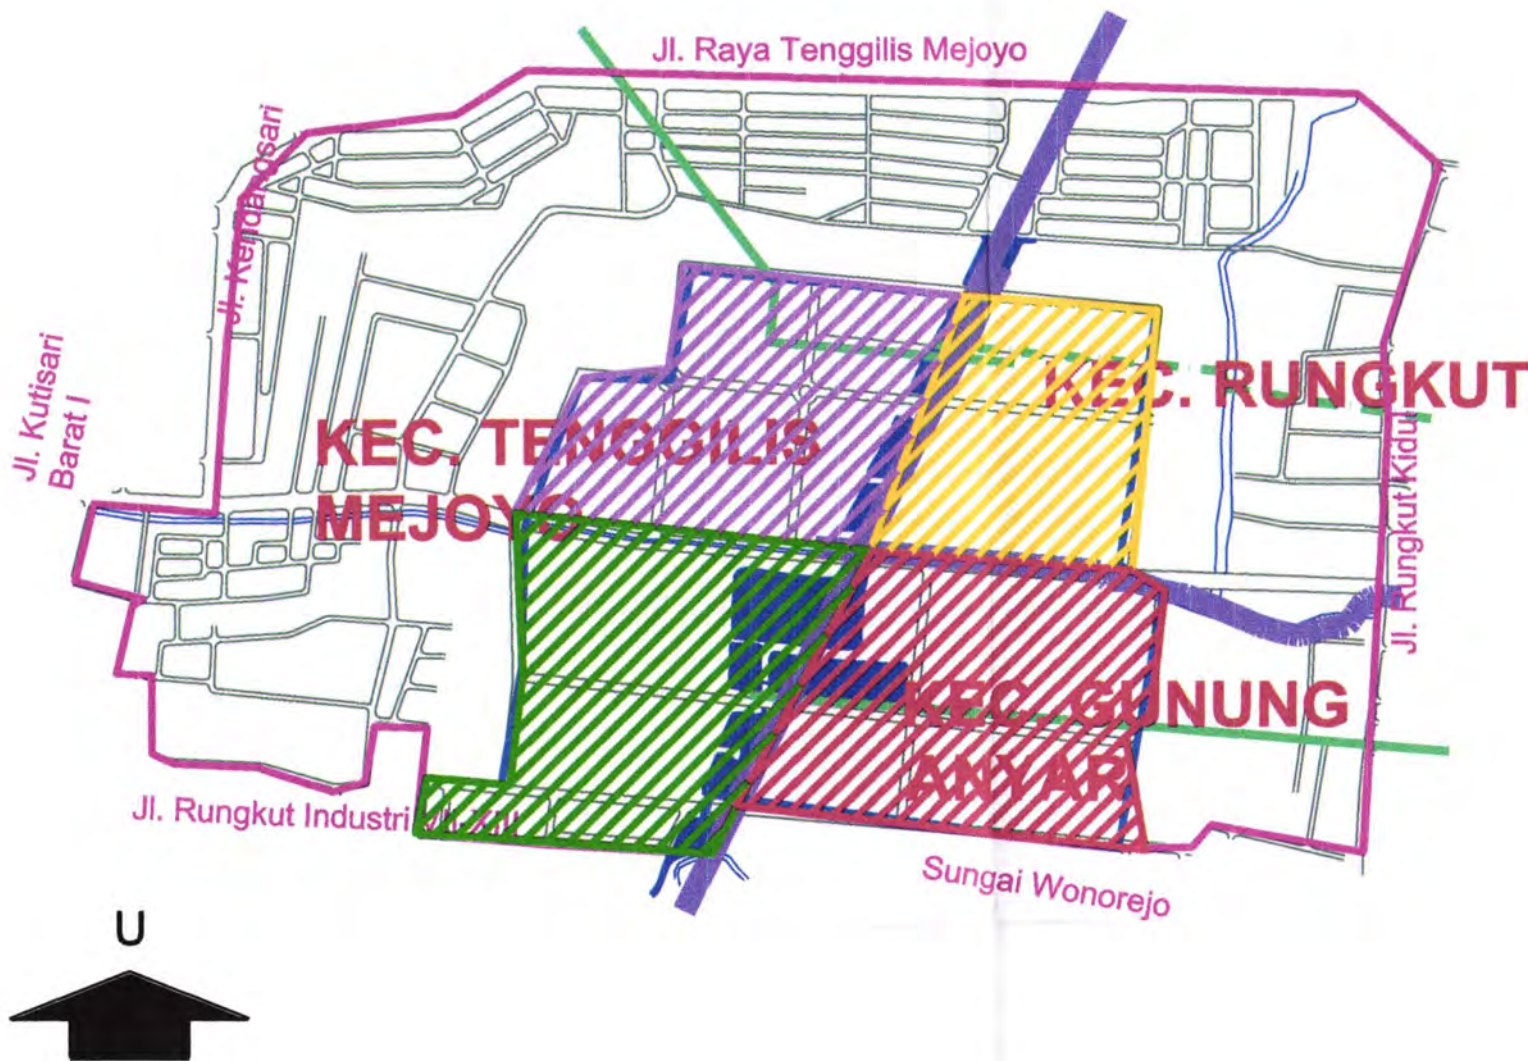 Jl. Raya Tenggilis Mejoyo
Jl. Kendangsari
Jl. Kutisari
Barat I
KEC. RUNGKUT
KEC. TENGGILIS
MEJOYO
Jl. Rungkut Kidul
KEC. GUNUNG
ANYAR
Jl. Rungkut Industri
Sungai Wonorejo
U